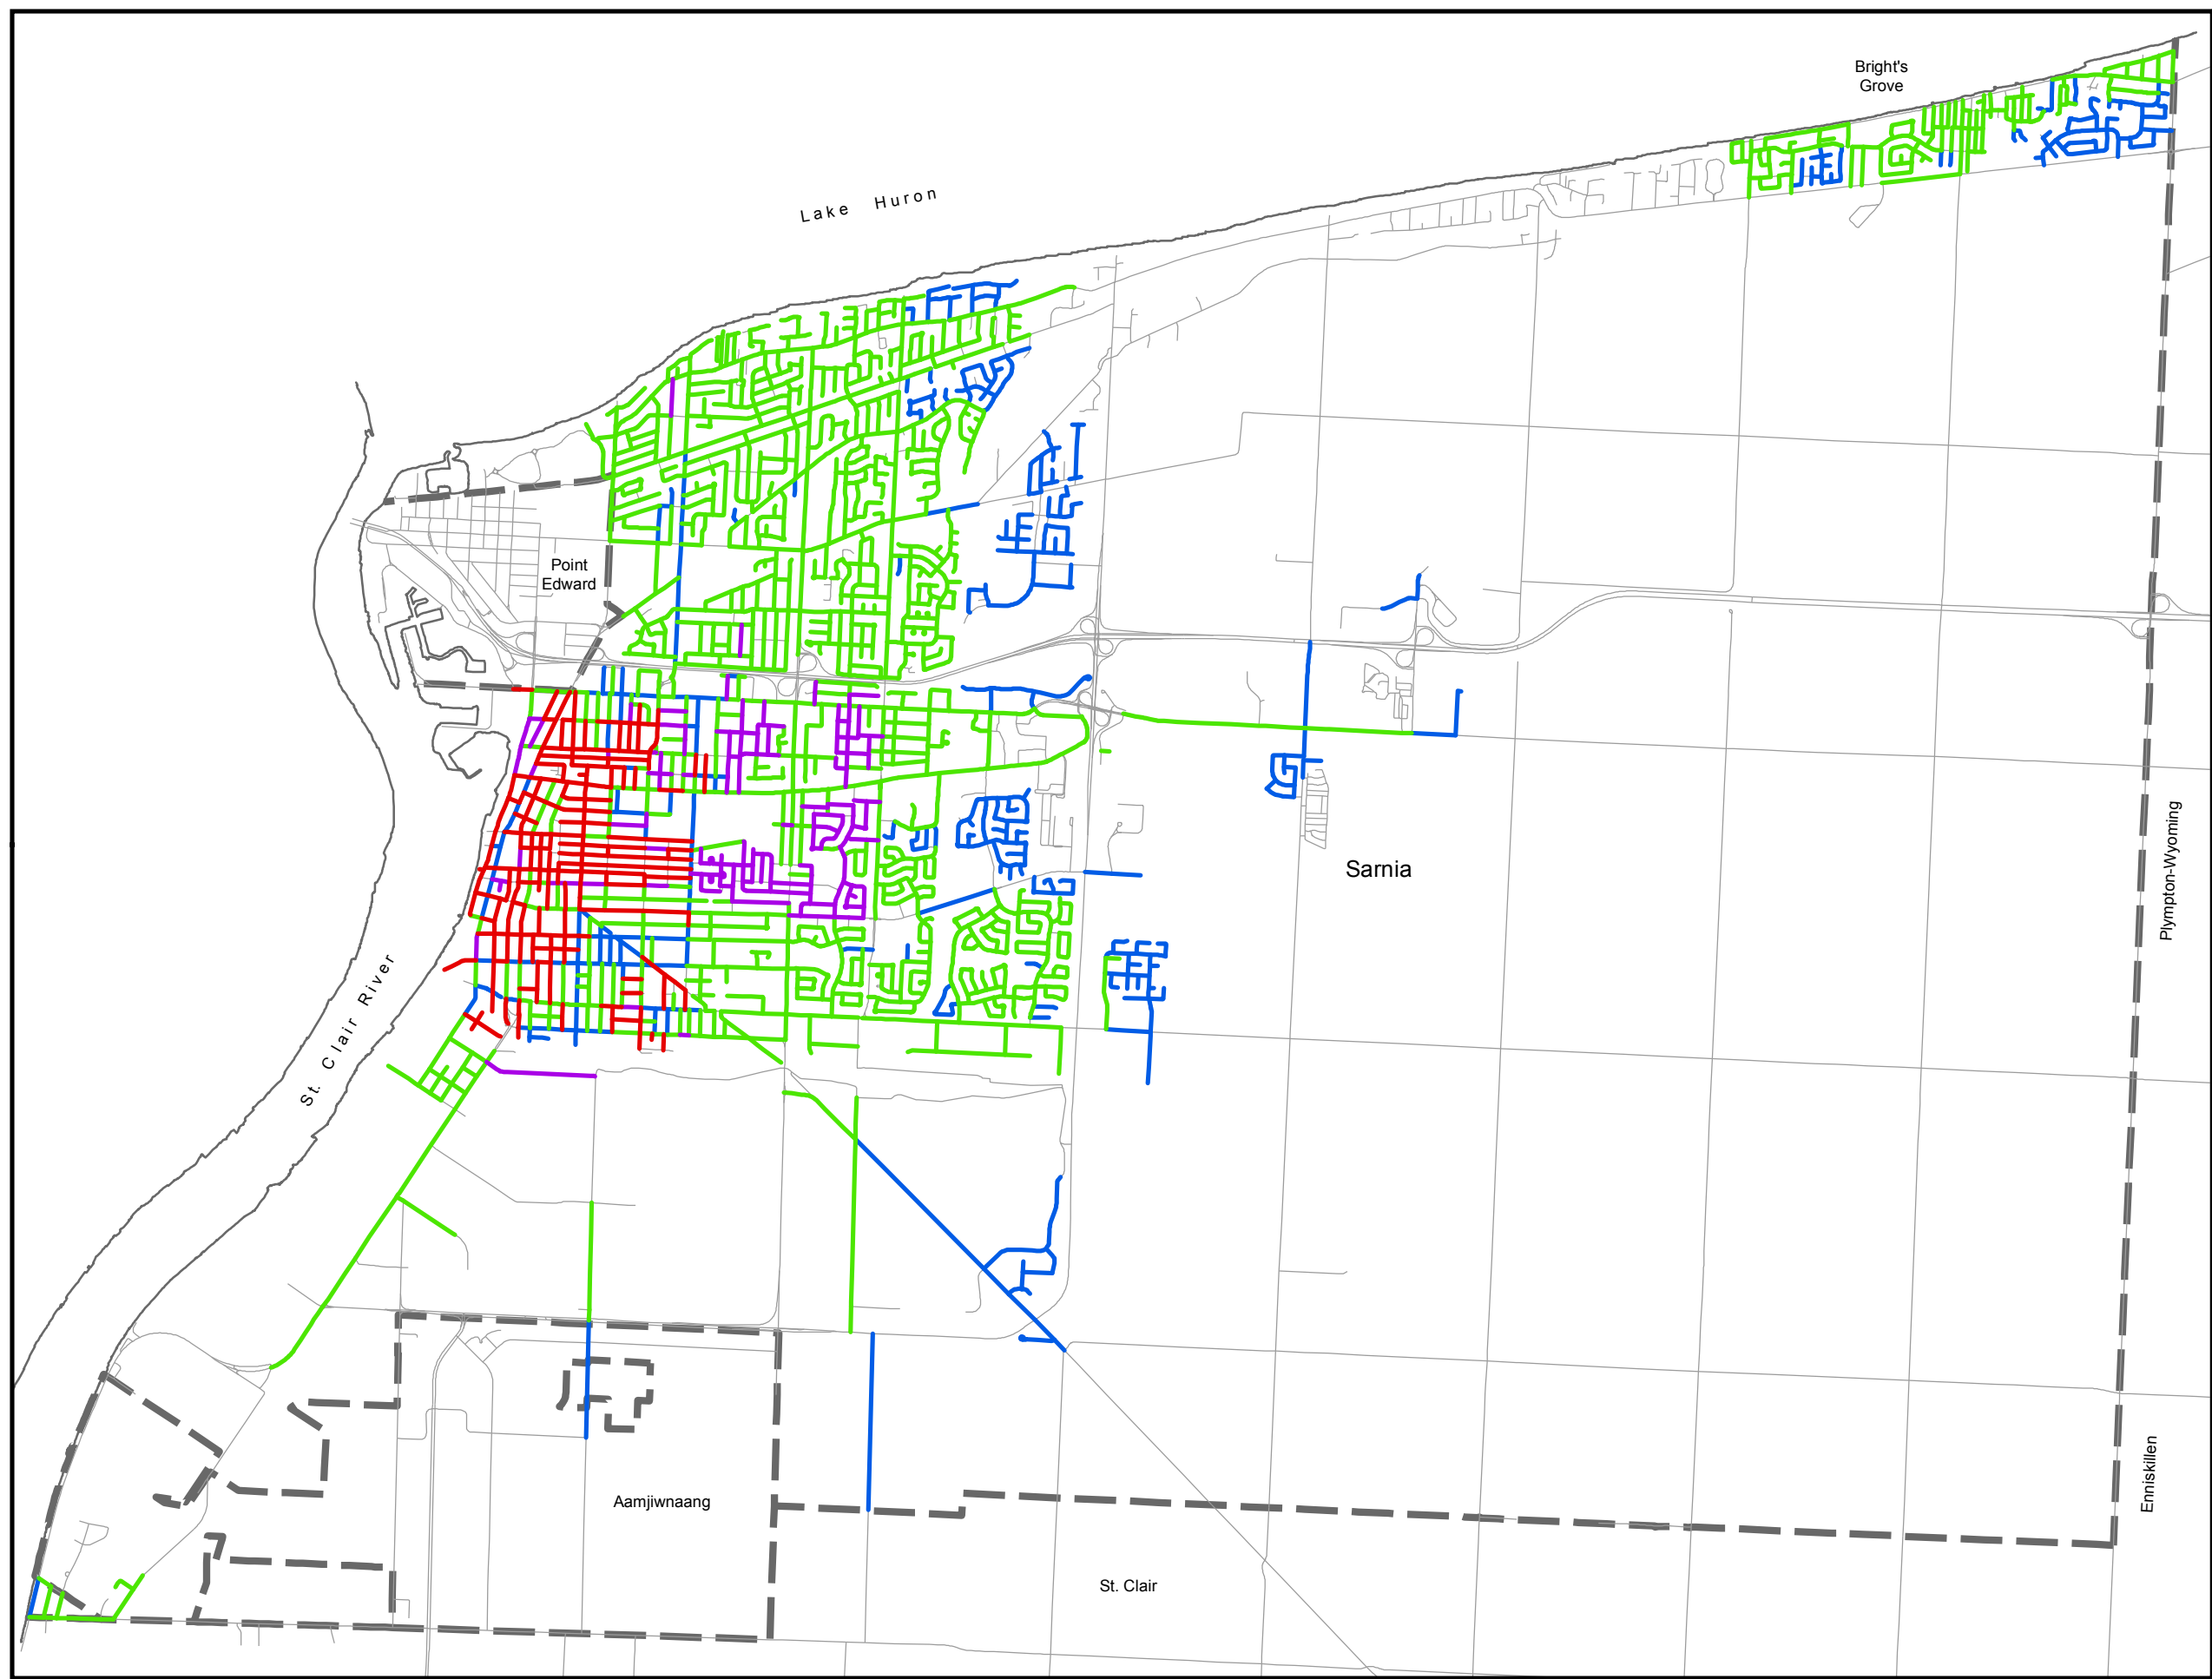 Bright's
Grove
Lake Huron
Point
Edward
Sarnia
Plympton-Wyoming
St. Clair River
Enniskillen
Aamjiwnaang
St. Clair